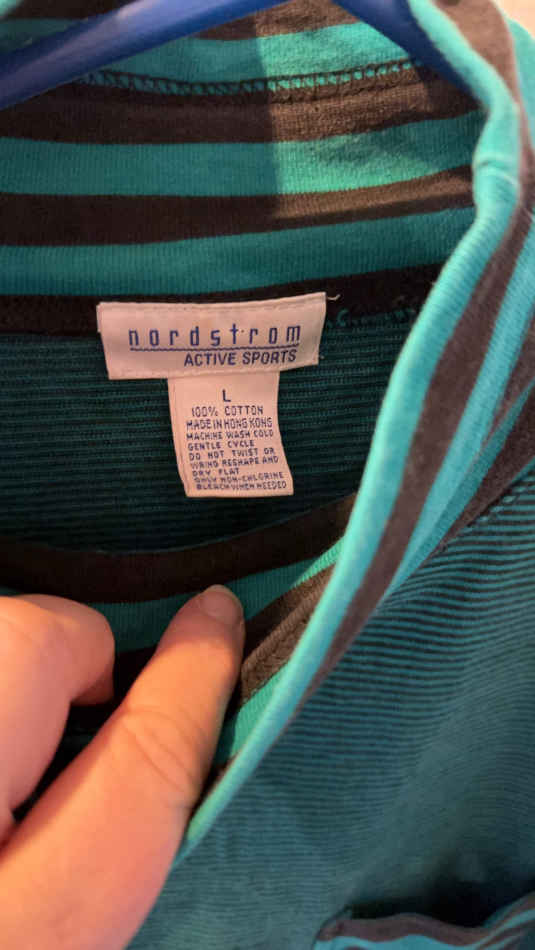 nordstrom
ACTIVE SPORTS
L
100% COTTON
MADE IN HONG KONG
MACHINE WASH COLD
GENTLE CYCLE
DO NOT TWIST OR
WRING RESHAPE AND
DRY FLAT
ONLY NON-CHLORINE
BLEACH WHEN NEEDED